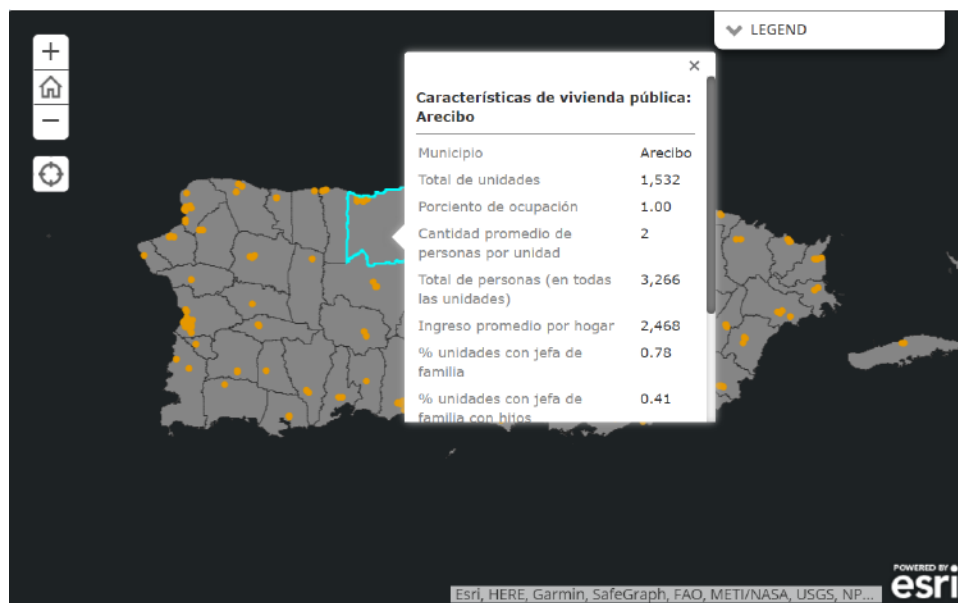 LEGEND
Características de vivienda pública:
Arecibo
Municipio Arecibo
Total de unidades 1,532
Porciento de ocupación 1.00
Cantidad promedio de 2
personas por unidad
Total de personas (en todas 3,266
las unidades)
Ingreso promedio por hogar 2,468
% unidades con jefa de 0.78
familia
% unidades con jefa de 0.41
familia con hijos
POWERED BY
esri
Esri, HERE, Garmin, SafeGraph, FAO, METI/NASA, USGS, NP...